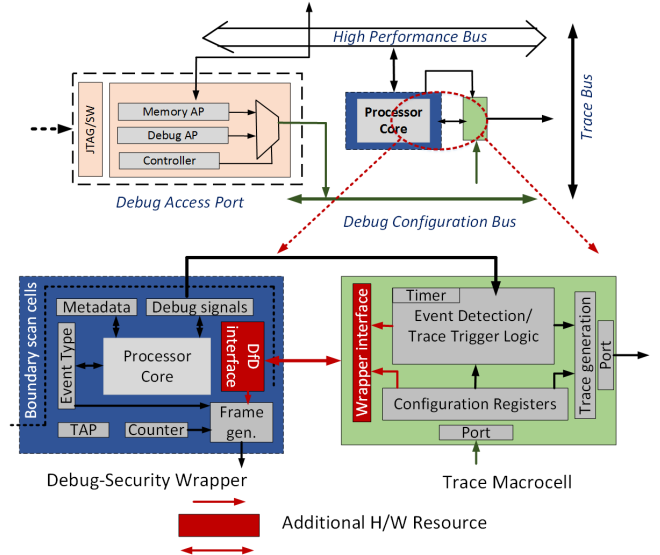 High Performance Bus
JTAG/SW
Memory AP
Debug AP
Controller
Debug Access Port
Processor
Core
Trace Bus
Debug Configuration Bus
Boundary scan cells
Metadata
Debug signals
Event Type
Processor
Core
DfD
interface
TAP
Counter
Frame
gen.
Debug-Security Wrapper
Wrapper interface
Timer
Event Detection/
Trace Trigger Logic
Configuration Registers
Port
Trace generation
Port
Trace Macrocell
Additional H/W Resource